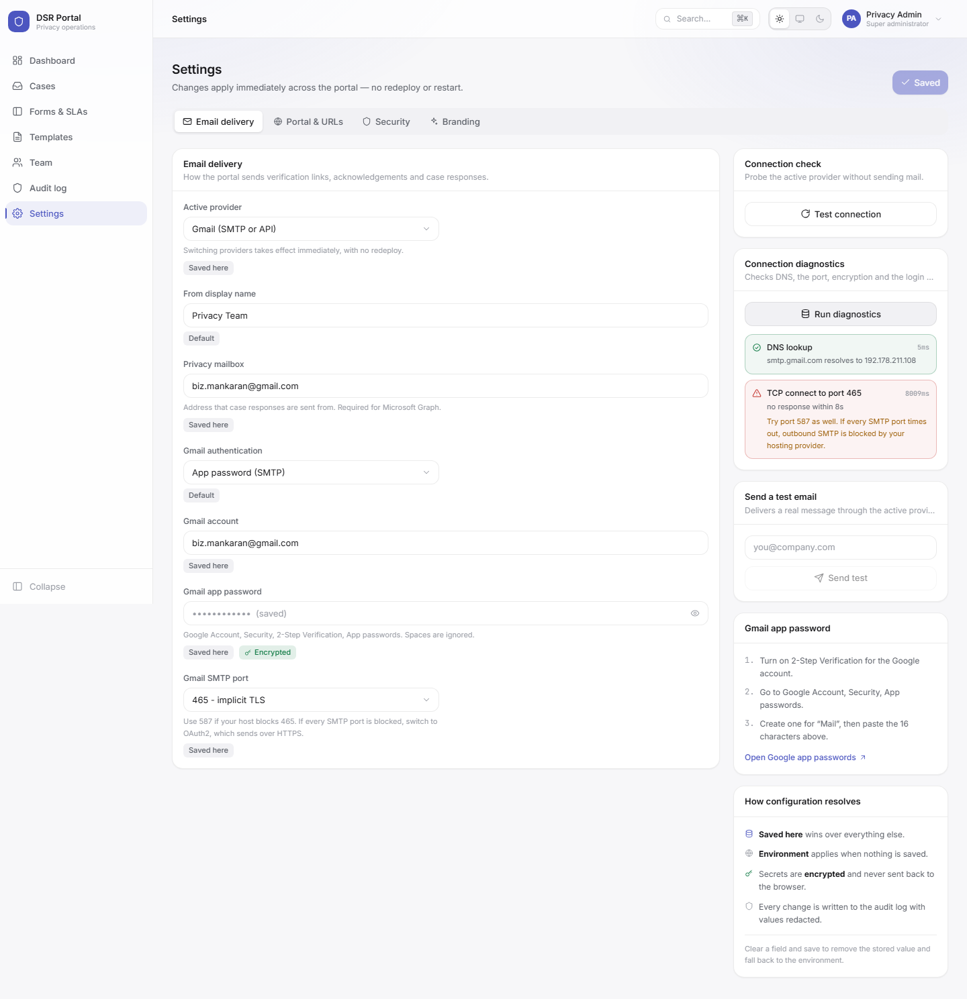 DSR Portal
Privacy operations
Dashboard
Cases
Forms & SLAs
Templates
Team
Audit log
Settings
Collapse
Settings
Search...
⌘K
PA
Privacy Admin
Super administrator
Settings
Changes apply immediately across the portal — no redeploy or restart.
Saved
Email delivery
Portal & URLs
Security
Branding
Email delivery
How the portal sends verification links, acknowledgements and case responses.
Active provider
Gmail (SMTP or API)
Switching providers takes effect immediately, with no redeploy.
Saved here
From display name
Privacy Team
Default
Privacy mailbox
biz.mankaran@gmail.com
Address that case responses are sent from. Required for Microsoft Graph.
Saved here
Gmail authentication
App password (SMTP)
Default
Gmail account
biz.mankaran@gmail.com
Saved here
Gmail app password
•••••••••••• (saved)
Google Account, Security, 2-Step Verification, App passwords. Spaces are ignored.
Saved here
Encrypted
Gmail SMTP port
465 - implicit TLS
Use 587 if your host blocks 465. If every SMTP port is blocked, switch to
OAuth2, which sends over HTTPS.
Saved here
Connection check
Probe the active provider without sending mail.
Test connection
Connection diagnostics
Checks DNS, the port, encryption and the login ...
Run diagnostics
DNS lookup
5ms
smtp.gmail.com resolves to 192.178.211.108
TCP connect to port 465
8009ms
no response within 8s
Try port 587 as well. If every SMTP port times
out, outbound SMTP is blocked by your
hosting provider.
Send a test email
Delivers a real message through the active provi...
you@company.com
Send test
Gmail app password
1. Turn on 2-Step Verification for the Google
account.
2. Go to Google Account, Security, App
passwords.
3. Create one for “Mail”, then paste the 16
characters above.
Open Google app passwords
How configuration resolves
Saved here wins over everything else.
Environment applies when nothing is saved.
Secrets are encrypted and never sent back to
the browser.
Every change is written to the audit log with
values redacted.
Clear a field and save to remove the stored value and
fall back to the environment.